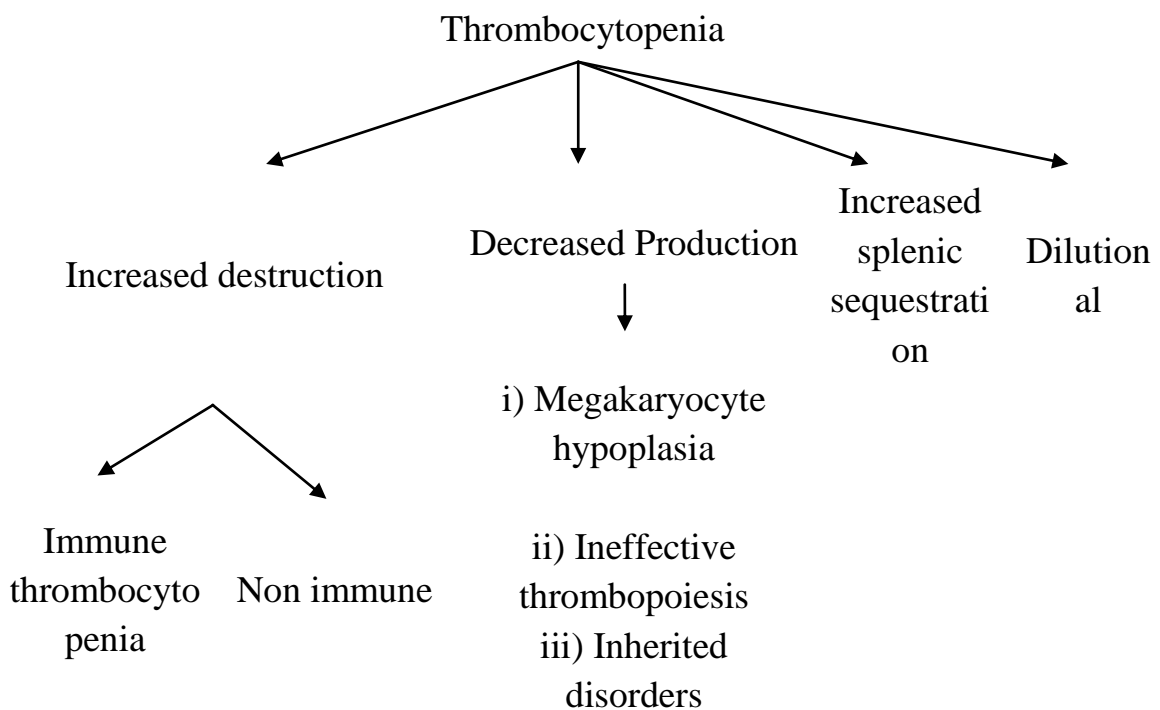 Thrombocytopenia
Increased destruction
Decreased Production
Increased
splenic
sequestrati
on
Dilution
al
Immune
thrombocyto
penia
Non immune
i) Megakaryocyte
hypoplasia
ii) Ineffective
thrombopoiesis
iii) Inherited
disorders